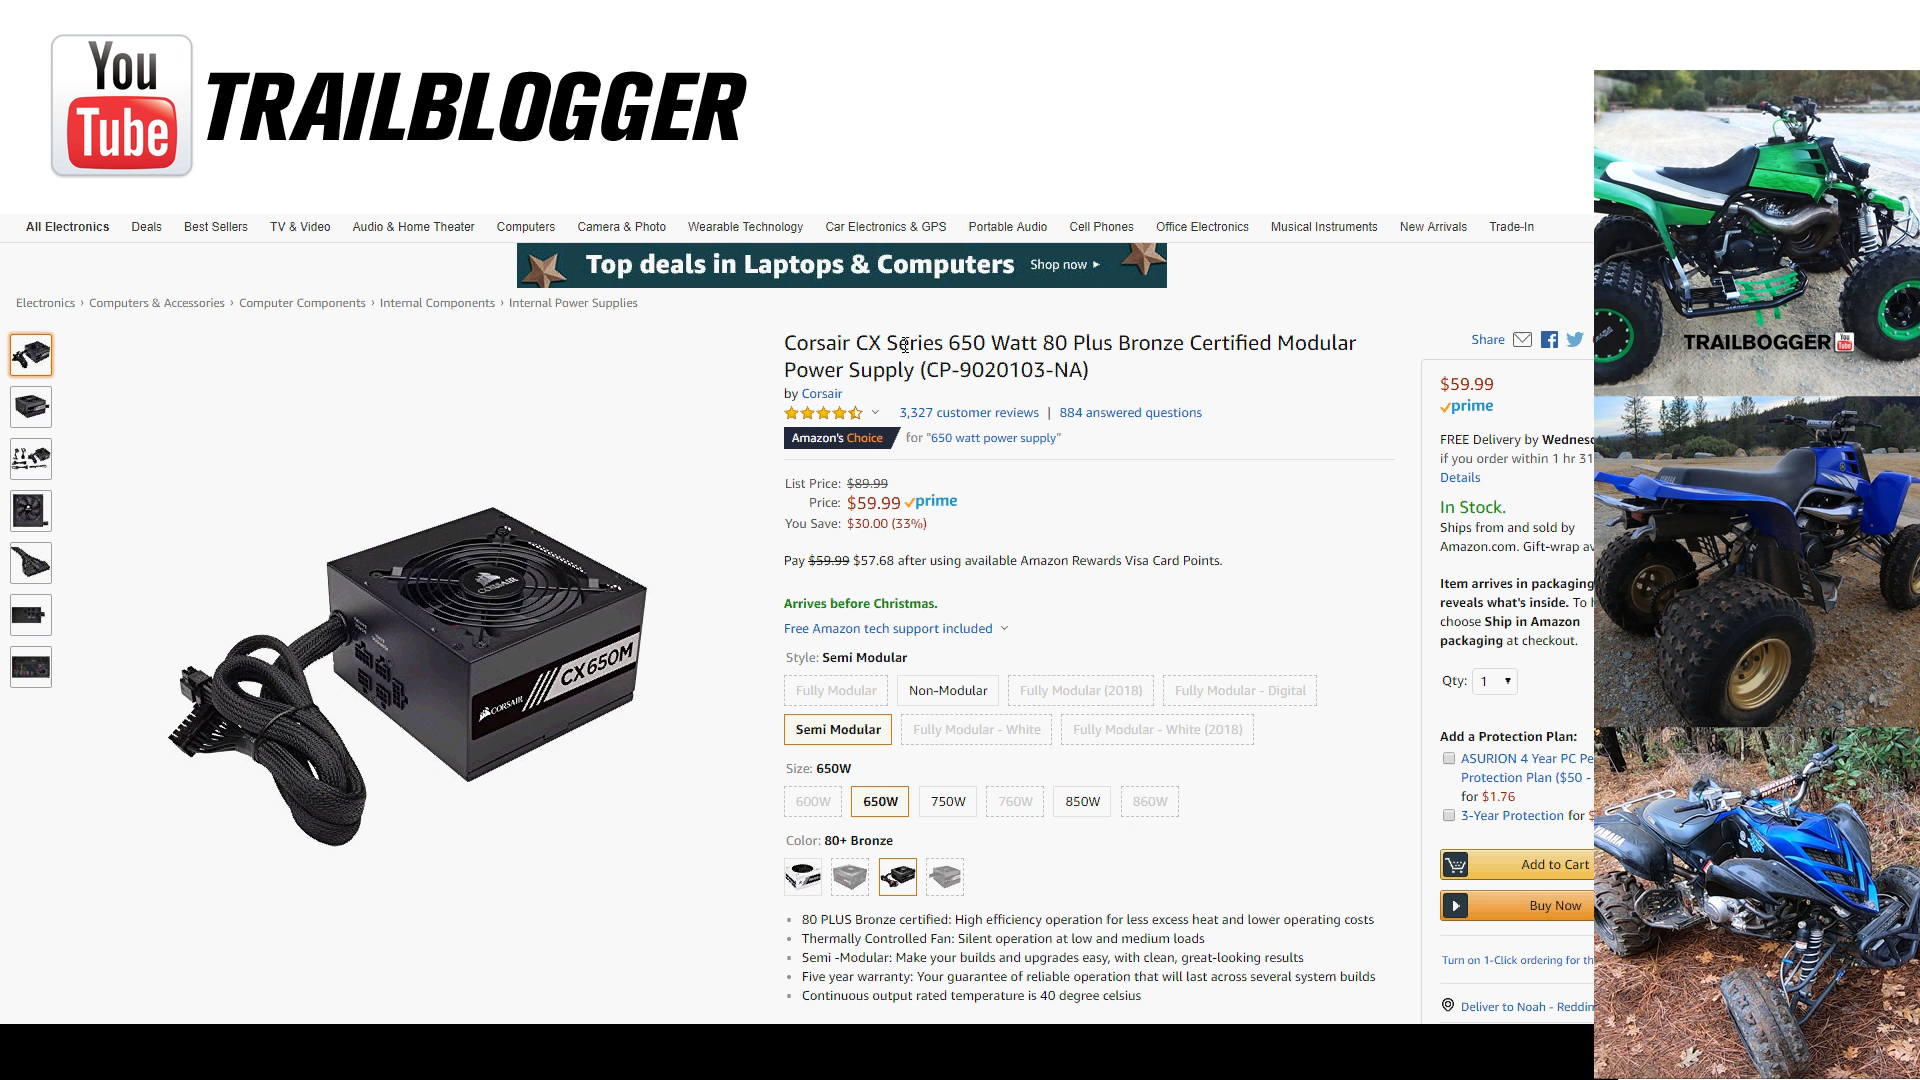 You
Tube
TRAILBLOGGER
All Electronics Deals Best Sellers TV & Video Audio & Home Theater Computers Camera & Photo Wearable Technology Car Electronics & GPS Portable Audio Cell Phones Office Electronics Musical Instruments New Arrivals Trade-In
Top deals in Laptops & Computers Shop now ▸
Electronics › Computers & Accessories › Computer Components › Internal Components › Internal Power Supplies
Corsair CX Series 650 Watt 80 Plus Bronze Certified Modular
Power Supply (CP-9020103-NA)
by Corsair
3,327 customer reviews | 884 answered questions
Amazon's Choice for "650 watt power supply"
List Price: $89.99
Price: $59.99 prime
You Save: $30.00 (33%)
Pay $59.99 $57.68 after using available Amazon Rewards Visa Card Points.
Arrives before Christmas.
Free Amazon tech support included
Style: Semi Modular
Fully Modular Non-Modular Fully Modular (2018) Fully Modular - Digital
Semi Modular Fully Modular - White Fully Modular - White (2018)
Size: 650W
600W 650W 750W 760W 850W 860W
Color: 80+ Bronze
80 PLUS Bronze certified: High efficiency operation for less excess heat and lower operating costs
Thermally Controlled Fan: Silent operation at low and medium loads
Semi -Modular: Make your builds and upgrades easy, with clean, great-looking results
Five year warranty: Your guarantee of reliable operation that will last across several system builds
Continuous output rated temperature is 40 degree celsius
CORSAIR
CORSAIR CX650M
Share
$59.99
prime
FREE Delivery by Wednesd
if you order within 1 hr 31
Details
In Stock.
Ships from and sold by
Amazon.com. Gift-wrap av
Item arrives in packaging
reveals what's inside. To h
choose Ship in Amazon
packaging at checkout.
Qty: 1
Add a Protection Plan:
ASURION 4 Year PC Pe
Protection Plan ($50 -
for $1.76
3-Year Protection for $
Add to Cart
Buy Now
Turn on 1-Click ordering for th
Deliver to Noah - Reddin
TRAILBLOGGER You Tube
YAMAHA